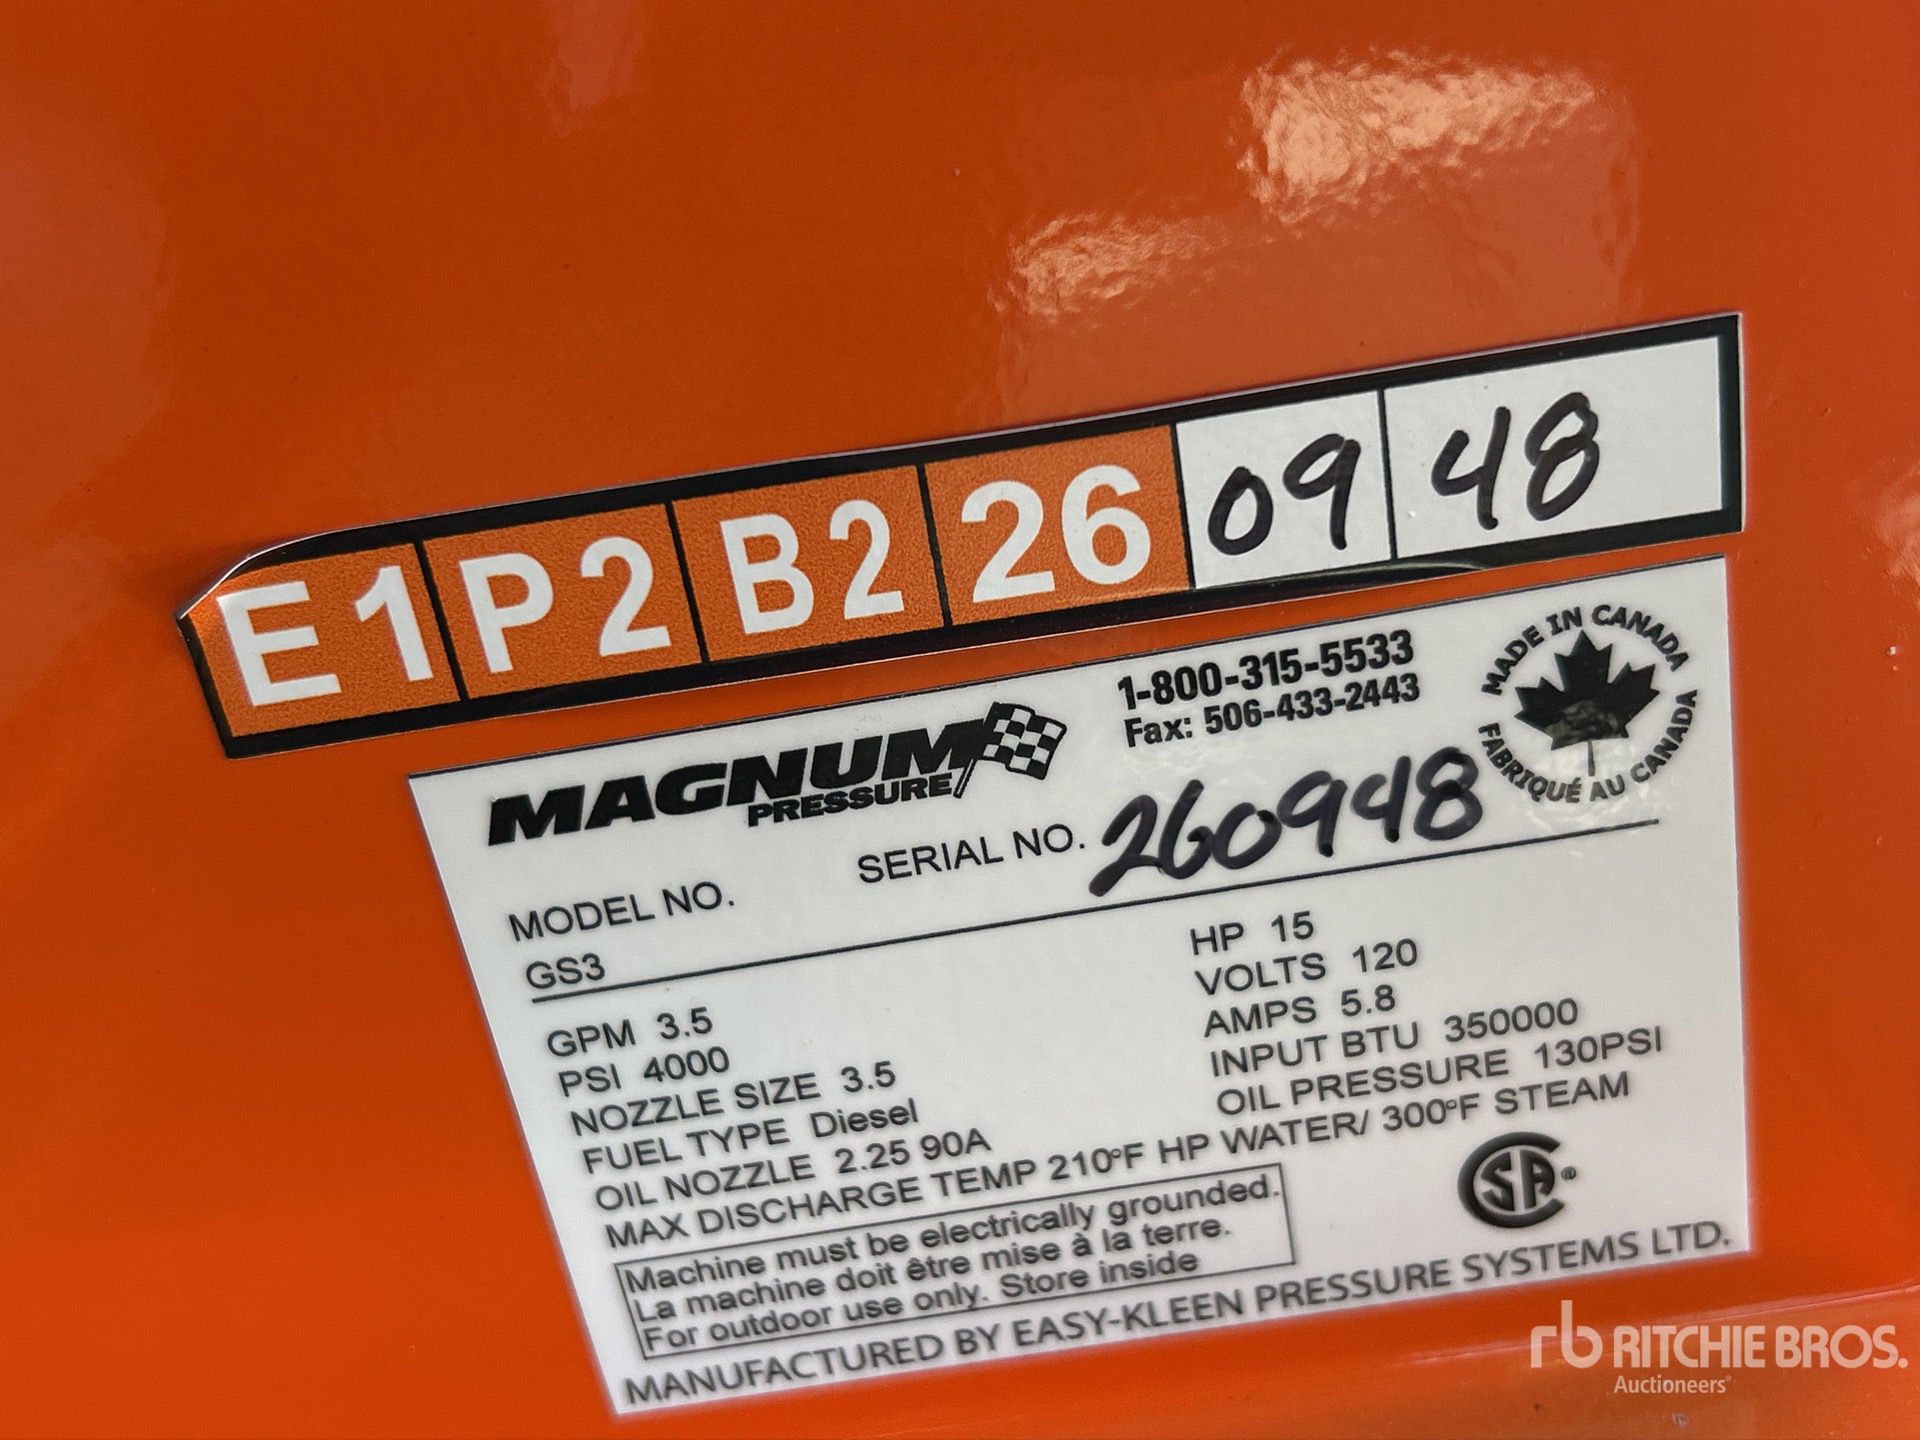 E1 P2 B2 26 09 48
MAGNUM
PRESSURE
1-800-315-5533
Fax: 506-433-2443
MADE IN CANADA
FABRIQUÉ AU CANADA
SERIAL NO. 260948
MODEL NO.
GS3
GPM 3.5
PSI 4000
NOZZLE SIZE 3.5
FUEL TYPE Diesel
OIL NOZZLE 2.25 90A
HP 15
VOLTS 120
AMPS 5.8
INPUT BTU 350000
OIL PRESSURE 130PSI
MAX DISCHARGE TEMP 210°F HP WATER/ 300°F STEAM
Machine must be electrically grounded.
La machine doit être mise à la terre.
For outdoor use only. Store inside
CSA®
MANUFACTURED BY EASY-KLEEN PRESSURE SYSTEMS LTD.
rb RITCHIE BROS.
Auctioneers®